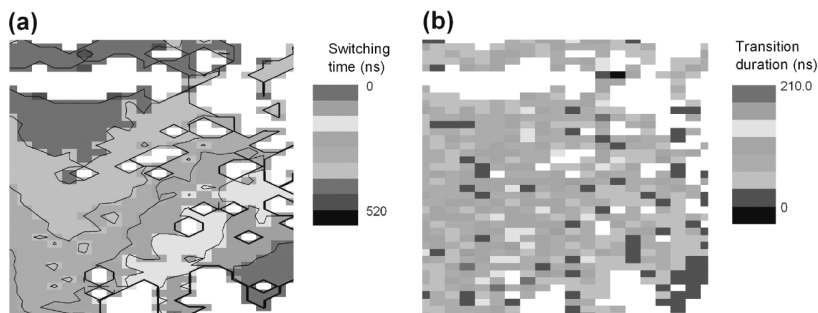 (a)
Switching
time (ns)
0
520
(b)
Transition
duration (ns)
210.0
0